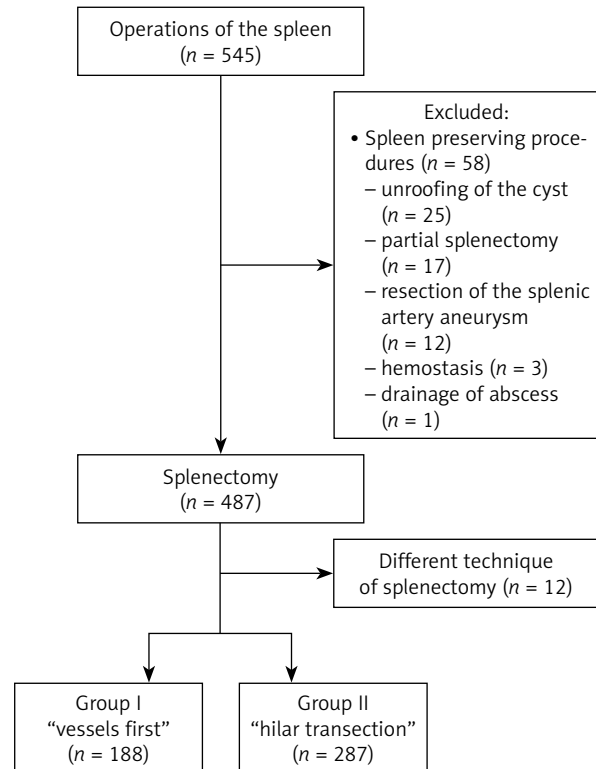 Operations of the spleen
(n = 545)
Excluded:
• Spleen preserving proce-
dures (n = 58)
– unroofing of the cyst
(n = 25)
– partial splenectomy
(n = 17)
– resection of the splenic
artery aneurysm
(n = 12)
– hemostasis (n = 3)
– drainage of abscess
(n = 1)
Splenectomy
(n = 487)
Different technique
of splenectomy (n = 12)
Group I
“vessels first”
(n = 188)
Group II
“hilar transection”
(n = 287)